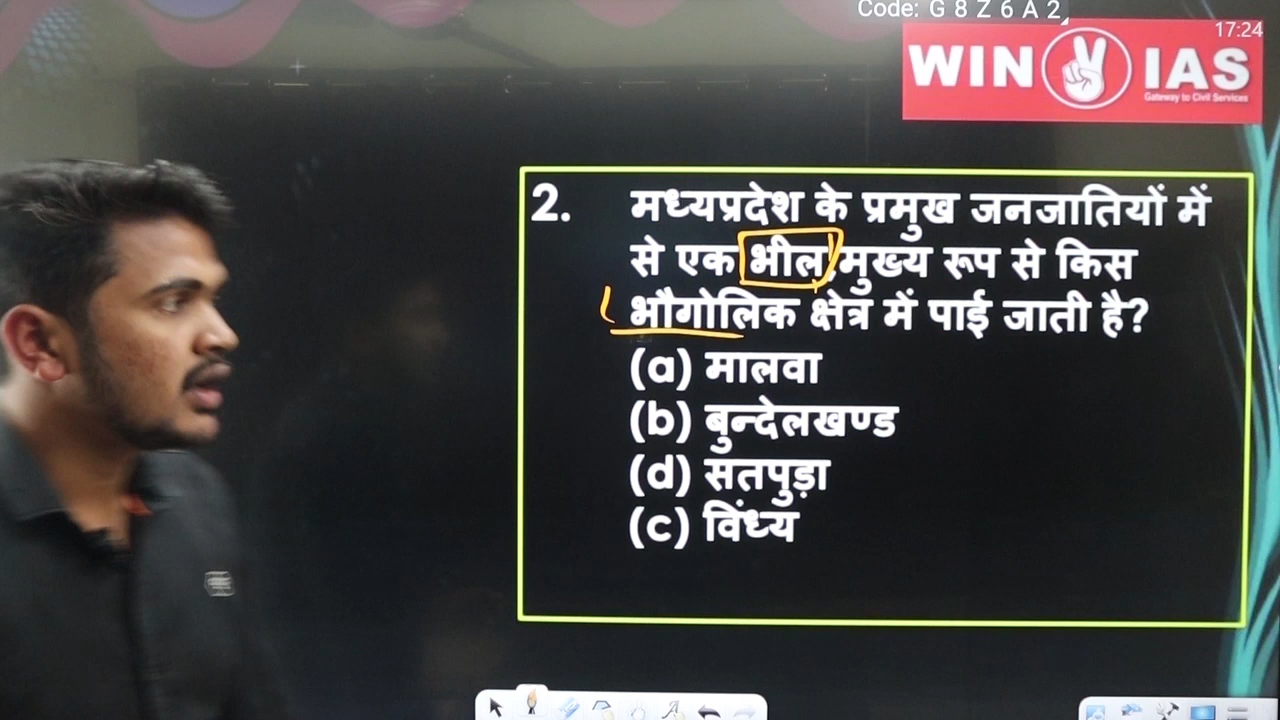 Code: G 8 Z 6 A 2
17:24
WIN IAS
Gateway to Civil Services
2. मध्यप्रदेश के प्रमुख जनजातियों में
से एक भील,मुख्य रूप से किस
भौगोलिक क्षेत्र में पाई जाती है?
(a) मालवा
(b) बुन्देलखण्ड
(d) सतपुड़ा
(c) विंध्य